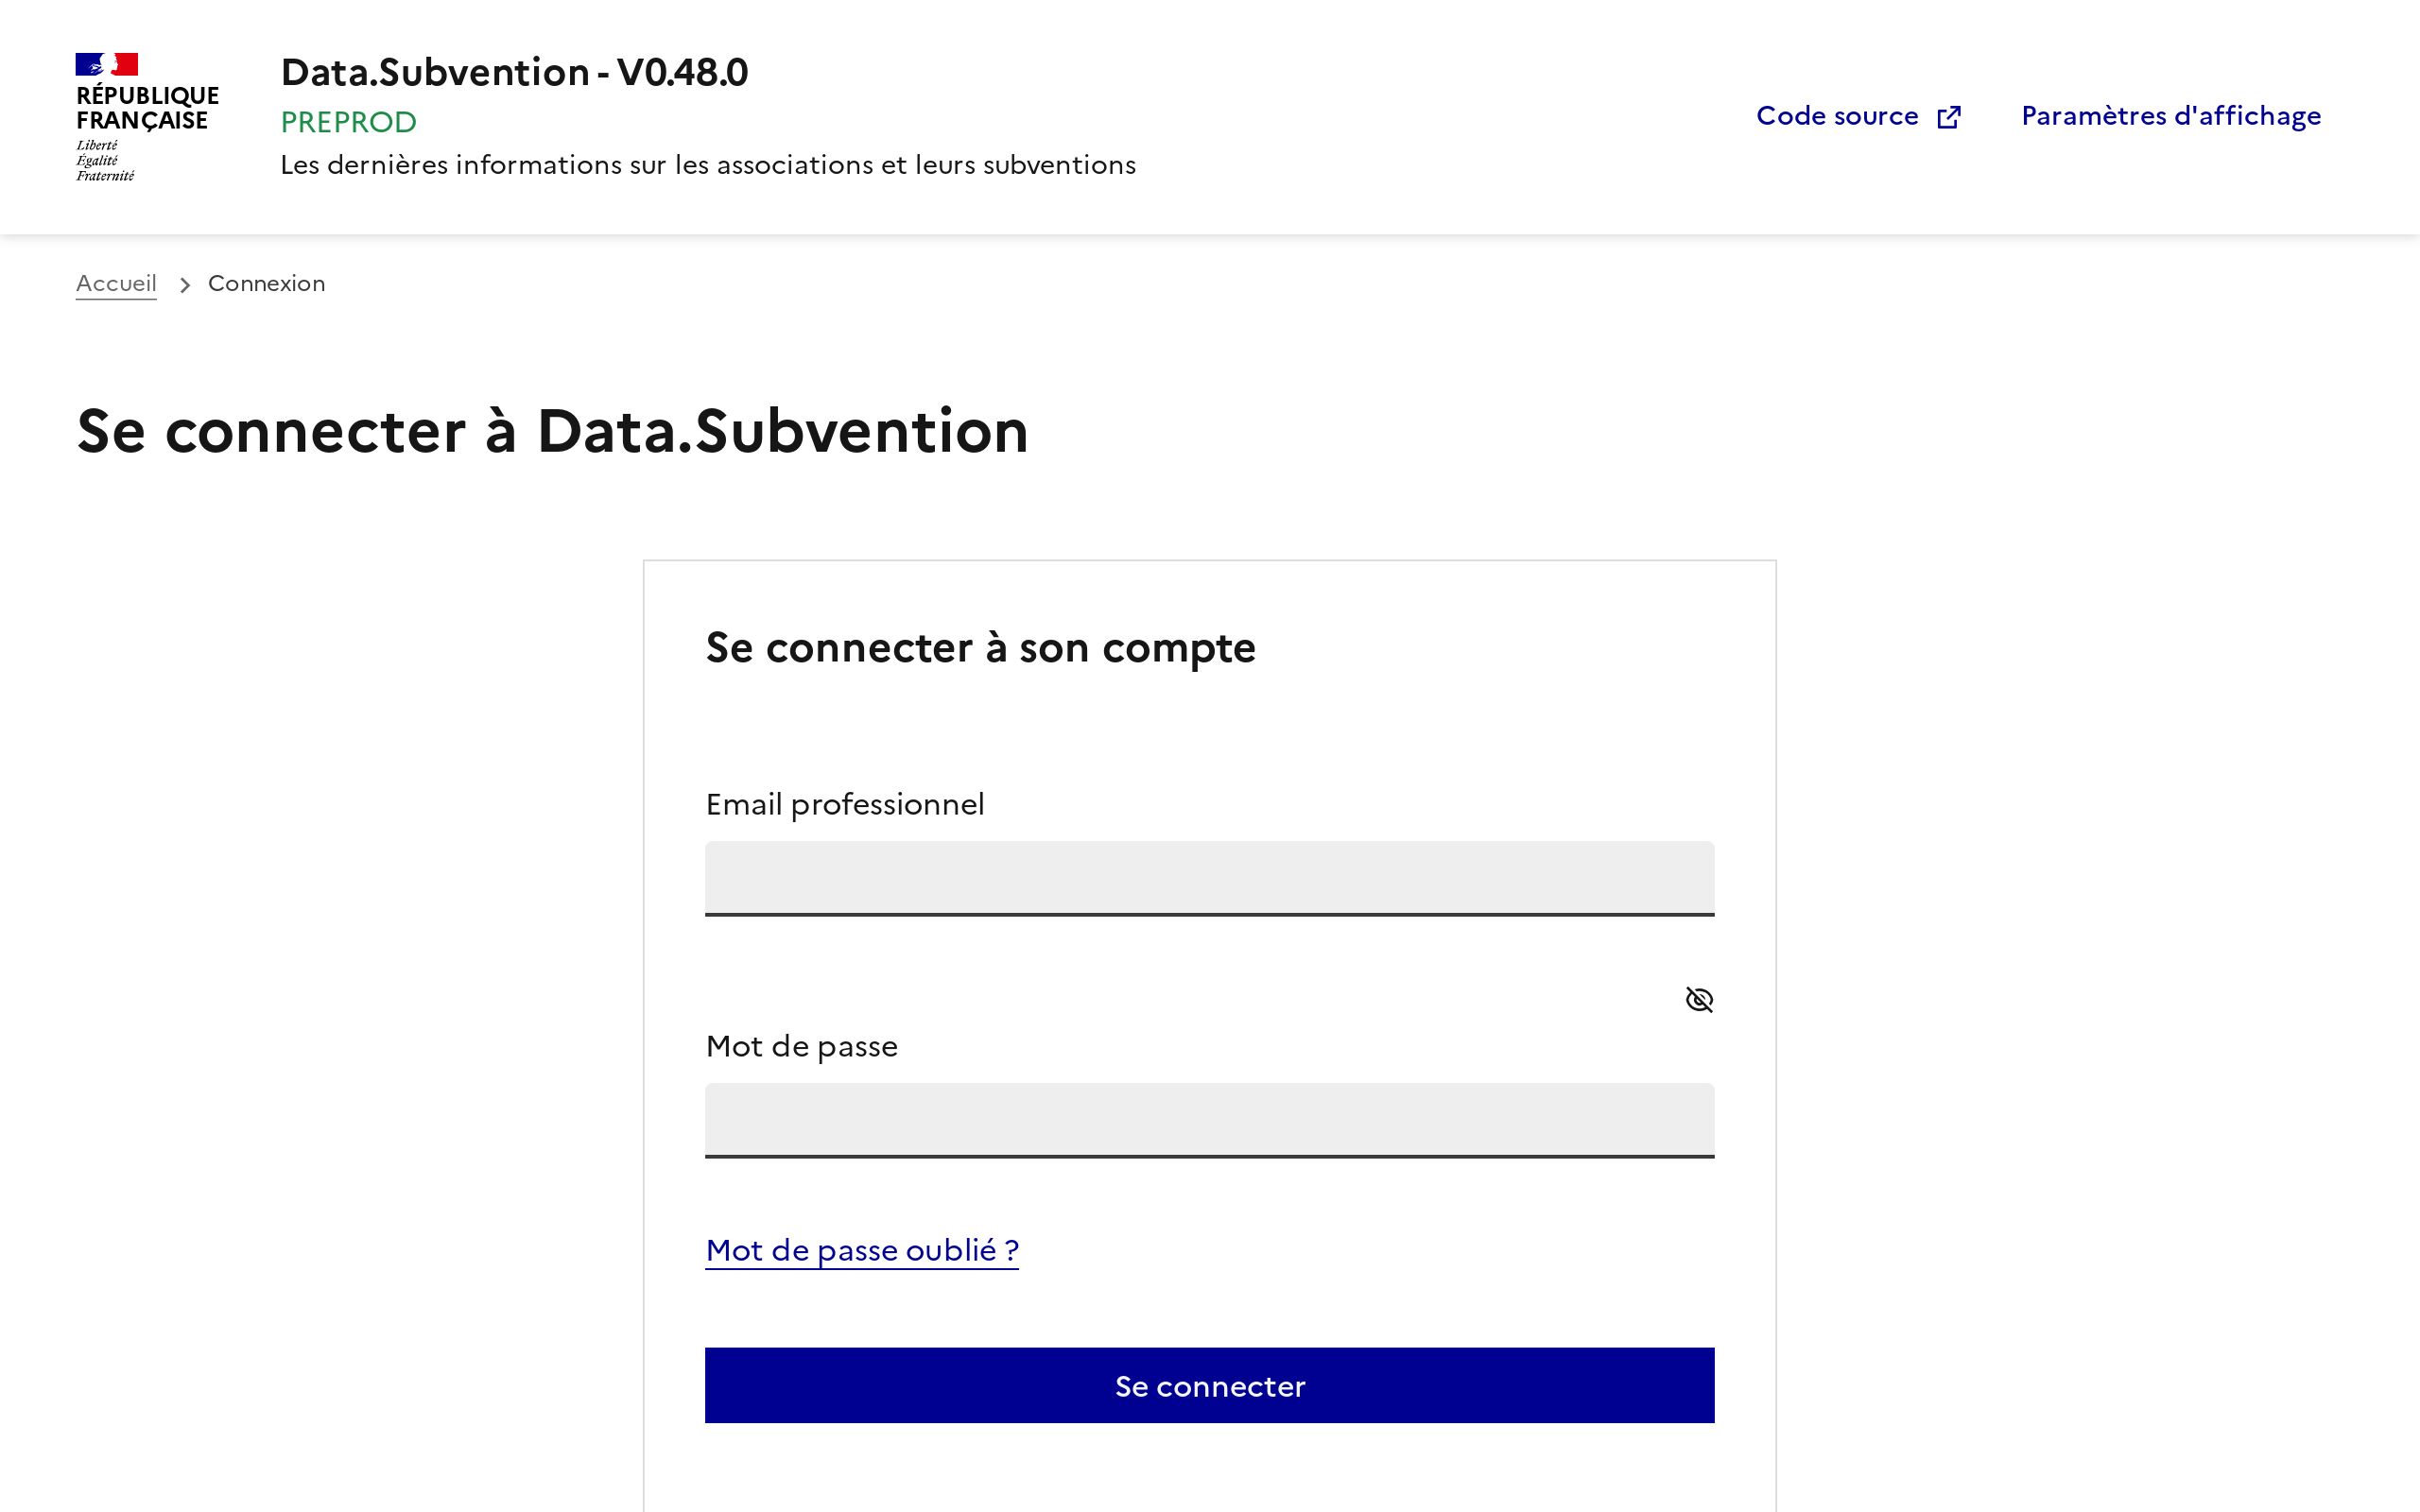 RÉPUBLIQUE
FRANÇAISE
Liberté
Égalité
Fraternité
Data.Subvention - V0.48.0
PREPROD
Les dernières informations sur les associations et leurs subventions
Code source
Paramètres d'affichage
Accueil
Connexion
Se connecter à Data.Subvention
Se connecter à son compte
Email professionnel
Mot de passe
Mot de passe oublié ?
Se connecter